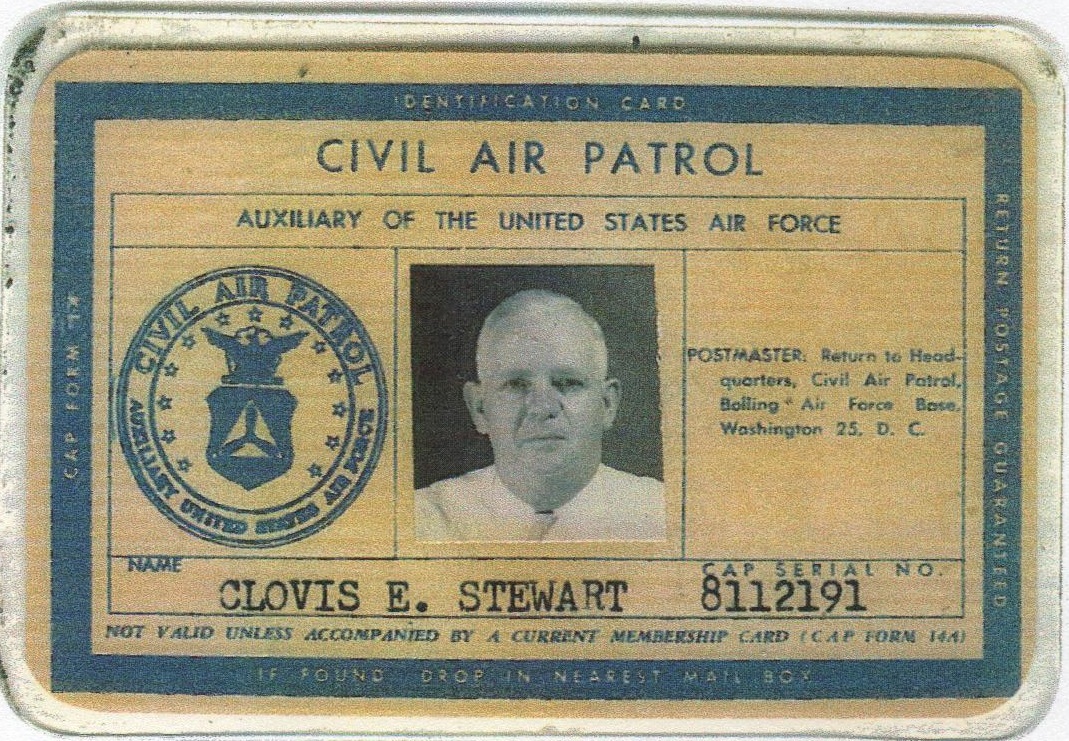 IDENTIFICATION CARD
CIVIL AIR PATROL
AUXILIARY OF THE UNITED STATES AIR FORCE
CIVIL AIR PATROL
AUXILIARY UNITED STATES AIR FORCE
POSTMASTER: Return to Head-
quarters, Civil Air Patrol,
Bolling Air Force Base,
Washington 25, D. C.
NAME
CLOVIS E. STEWART
CAP SERIAL NO.
8112191
NOT VALID UNLESS ACCOMPANIED BY A CURRENT MEMBERSHIP CARD (CAP FORM 14A)
IF FOUND DROP IN NEAREST MAIL BOX
CAP FORM
RETURN POSTAGE GUARANTEED